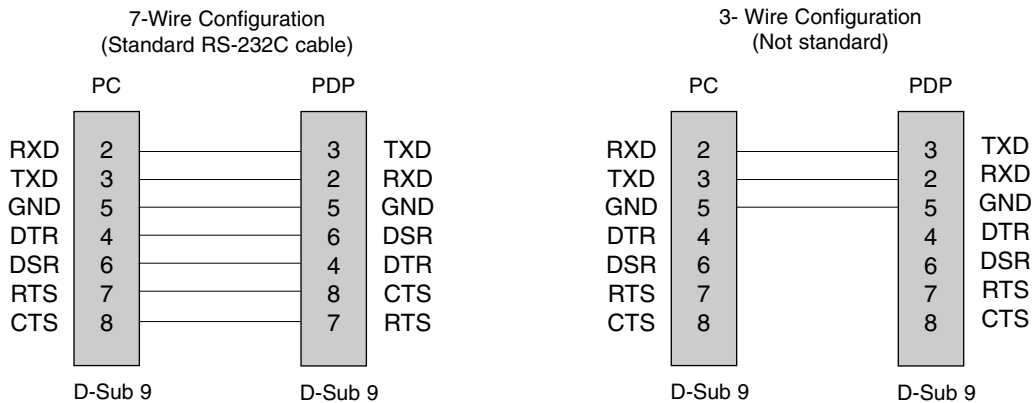 7-Wire Configuration
(Standard RS-232C cable)
PC PDP
RXD 2 3 TXD
TXD 3 2 RXD
GND 5 5 GND
DTR 4 6 DSR
DSR 6 4 DTR
RTS 7 8 CTS
CTS 8 7 RTS
D-Sub 9 D-Sub 9
3- Wire Configuration
(Not standard)
PC PDP
RXD 2 3 TXD
TXD 3 2 RXD
GND 5 5 GND
DTR 4 4 DTR
DSR 6 6 DSR
RTS 7 7 RTS
CTS 8 8 CTS
D-Sub 9 D-Sub 9